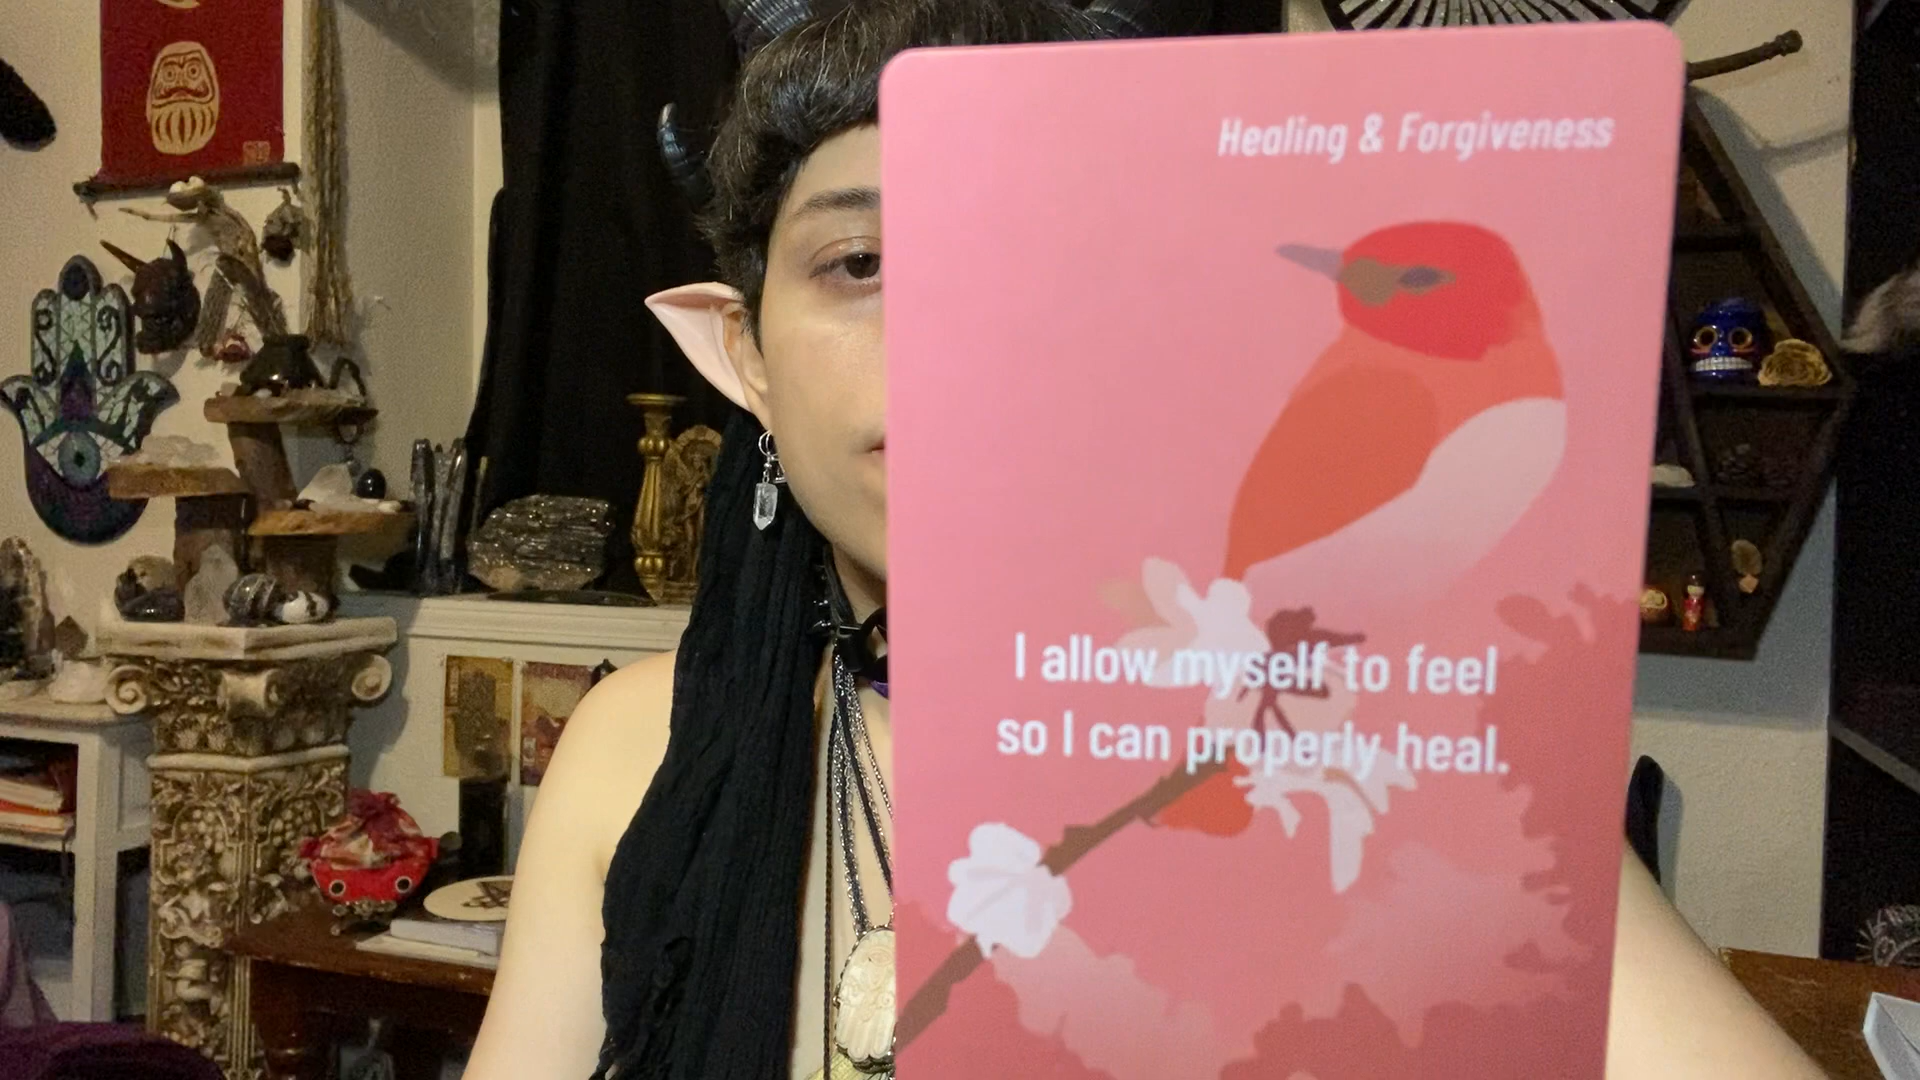 Healing & Forgiveness
I allow myself to feel
so I can properly heal.